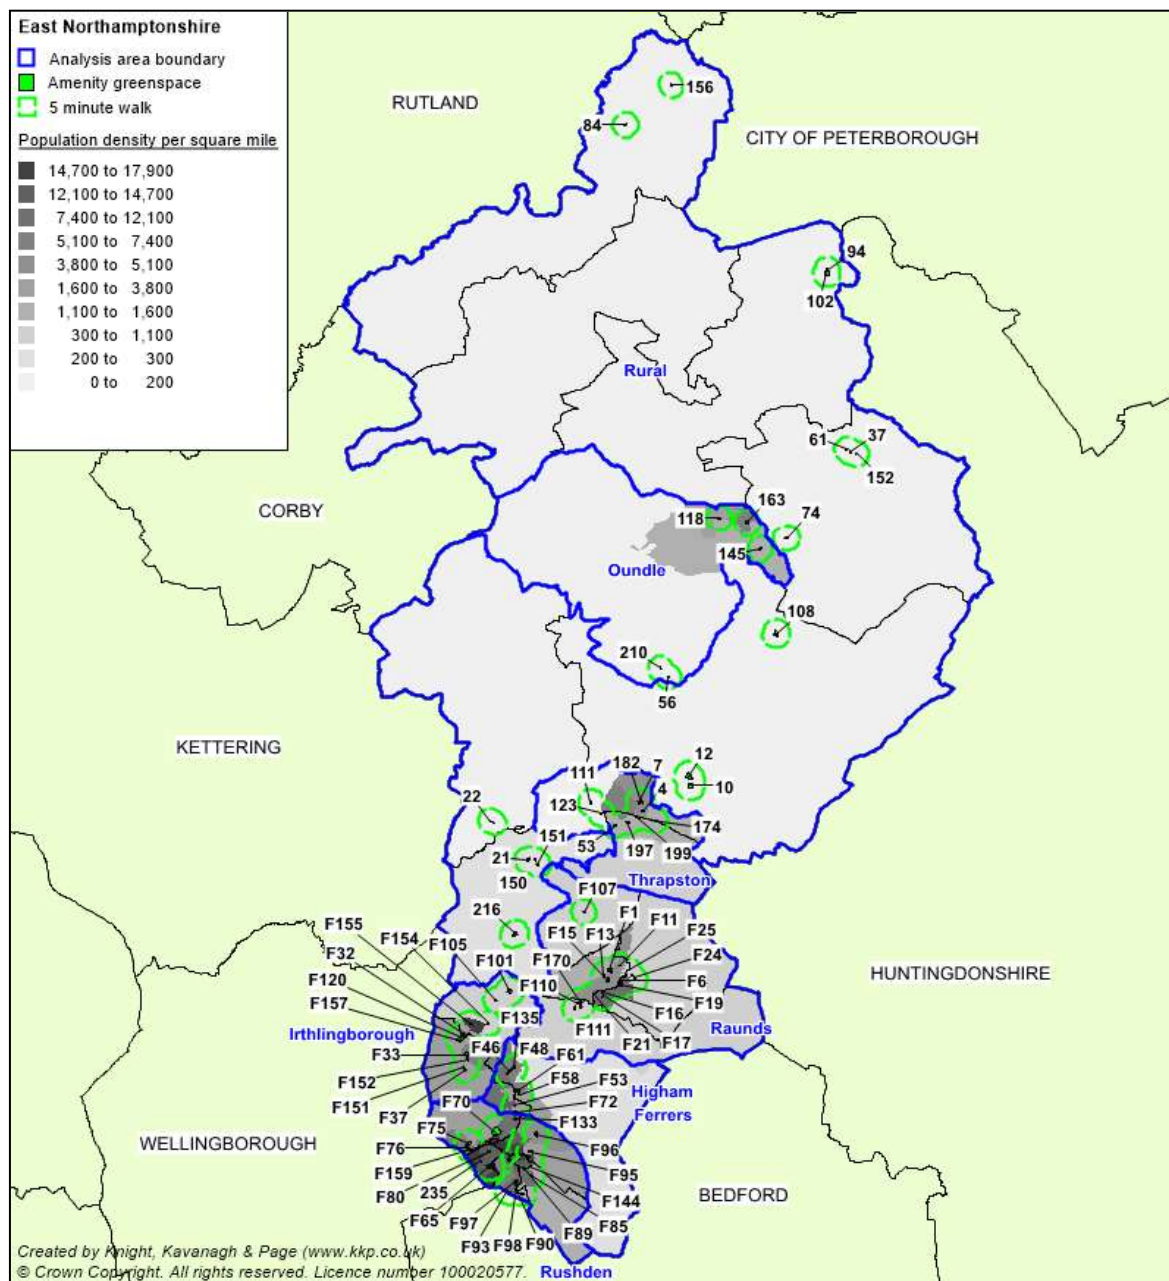 East Northamptonshire
Analysis area boundary
Amenity greenspace
5 minute walk
Population density per square mile
14,700 to 17,900
12,100 to 14,700
7,400 to 12,100
5,100 to 7,400
3,800 to 5,100
1,600 to 3,800
1,100 to 1,600
300 to 1,100
200 to 300
0 to 200
RUTLAND
156
84
CITY OF PETERBOROUGH
94
102
Rural
61
37
152
CORBY
118
163
74
145
Oundle
108
210
56
KETTERING
12
182
7
111
4
10
22
123
174
53
197
199
151
21
150
Thrapston
F107
216
F1
F11
F155
F154
F15
F13
F25
F32
F105
F101
F170
F24
HUNTINGDONSHIRE
F120
F110
F6
F157
F19
F135
F16
Irthlingborough
F111
Raunds
F21
F17
F46
F48
F33
F61
F152
F58
F53
Higham
Ferrers
F151
F70
F72
F37
F133
F75
WELLINGBOROUGH
F76
F96
F159
F95
F80
235
F144
BEDFORD
F65
F97
F85
F89
F93
F98
F90
Created by Knight, Kavanagh & Page (www.kkp.co.uk)
© Crown Copyright. All rights reserved. Licence number 100020577.
Rushden